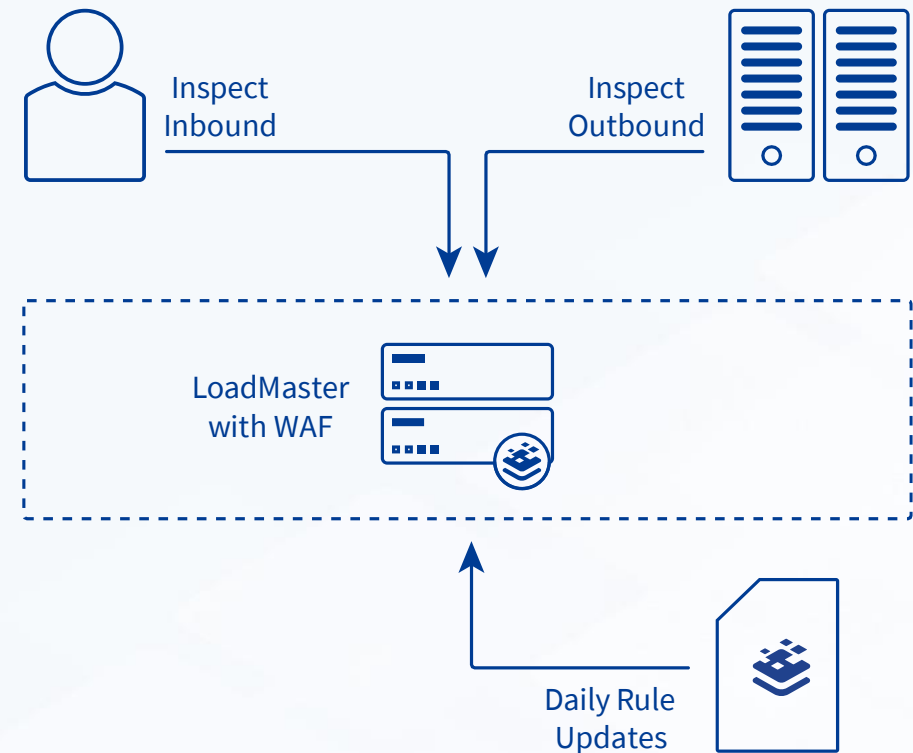 Inspect
Inbound
Inspect
Outbound
LoadMaster
with WAF
Daily Rule
Updates